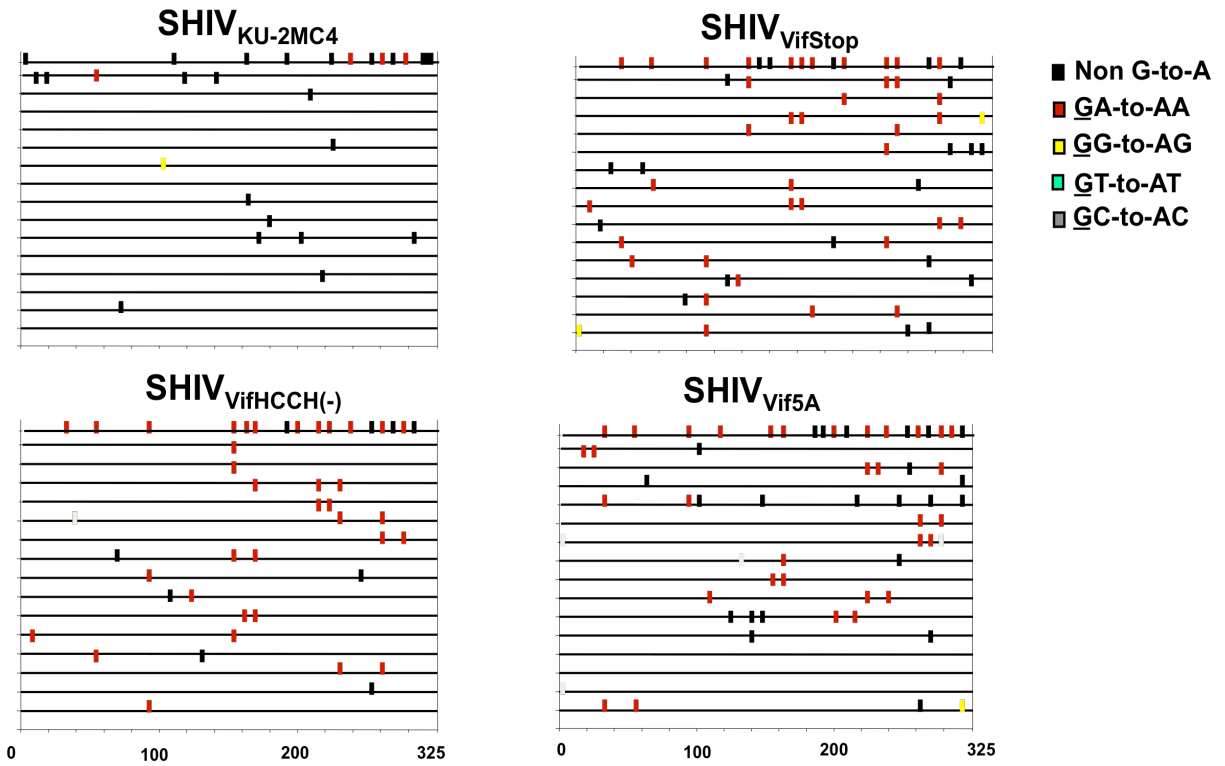 SHIVKU-2MC4
SHIVVifStop
Non G-to-A
GA-to-AA
GG-to-AG
GT-to-AT
GC-to-AC
SHIVVifHCCH(-)
SHIVVif5A
0 100 200 325
0 100 200 325